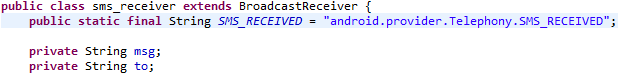 public class sms_receiver extends BroadcastReceiver {
public static final String SMS_RECEIVED = "android.provider.Telephony.SMS_RECEIVED";
private String msg;
private String to;